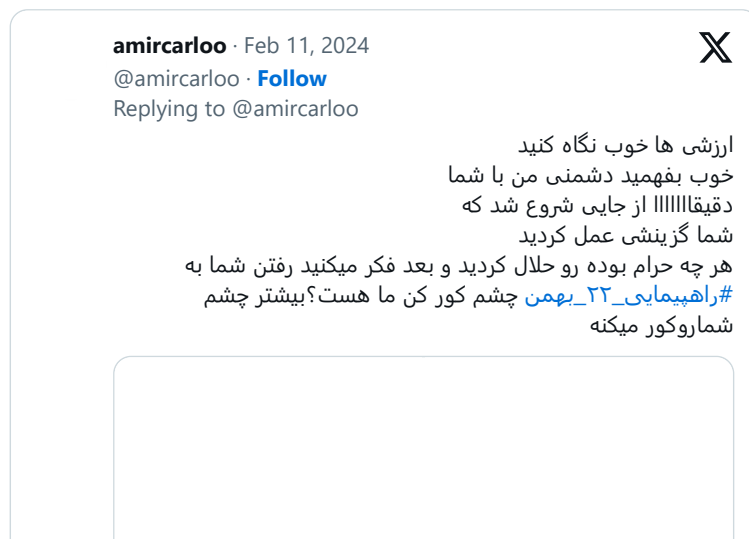 amircarloo · Feb 11, 2024
@amircarloo · Follow
Replying to @amircarloo
ارزشی ها خوب نگاه کنید
خوب بفهمید دشمنی من با شما
دقیقاااااا از جایی شروع شد که
شما گزینشی عمل کردید
هر چه حرام بوده رو حلال کردید و بعد فکر میکنید رفتن شما به
#راهپیمایی_۲۲_بهمن چشم کور کن ما هست؟بیشتر چشم
شماروکور میکنه